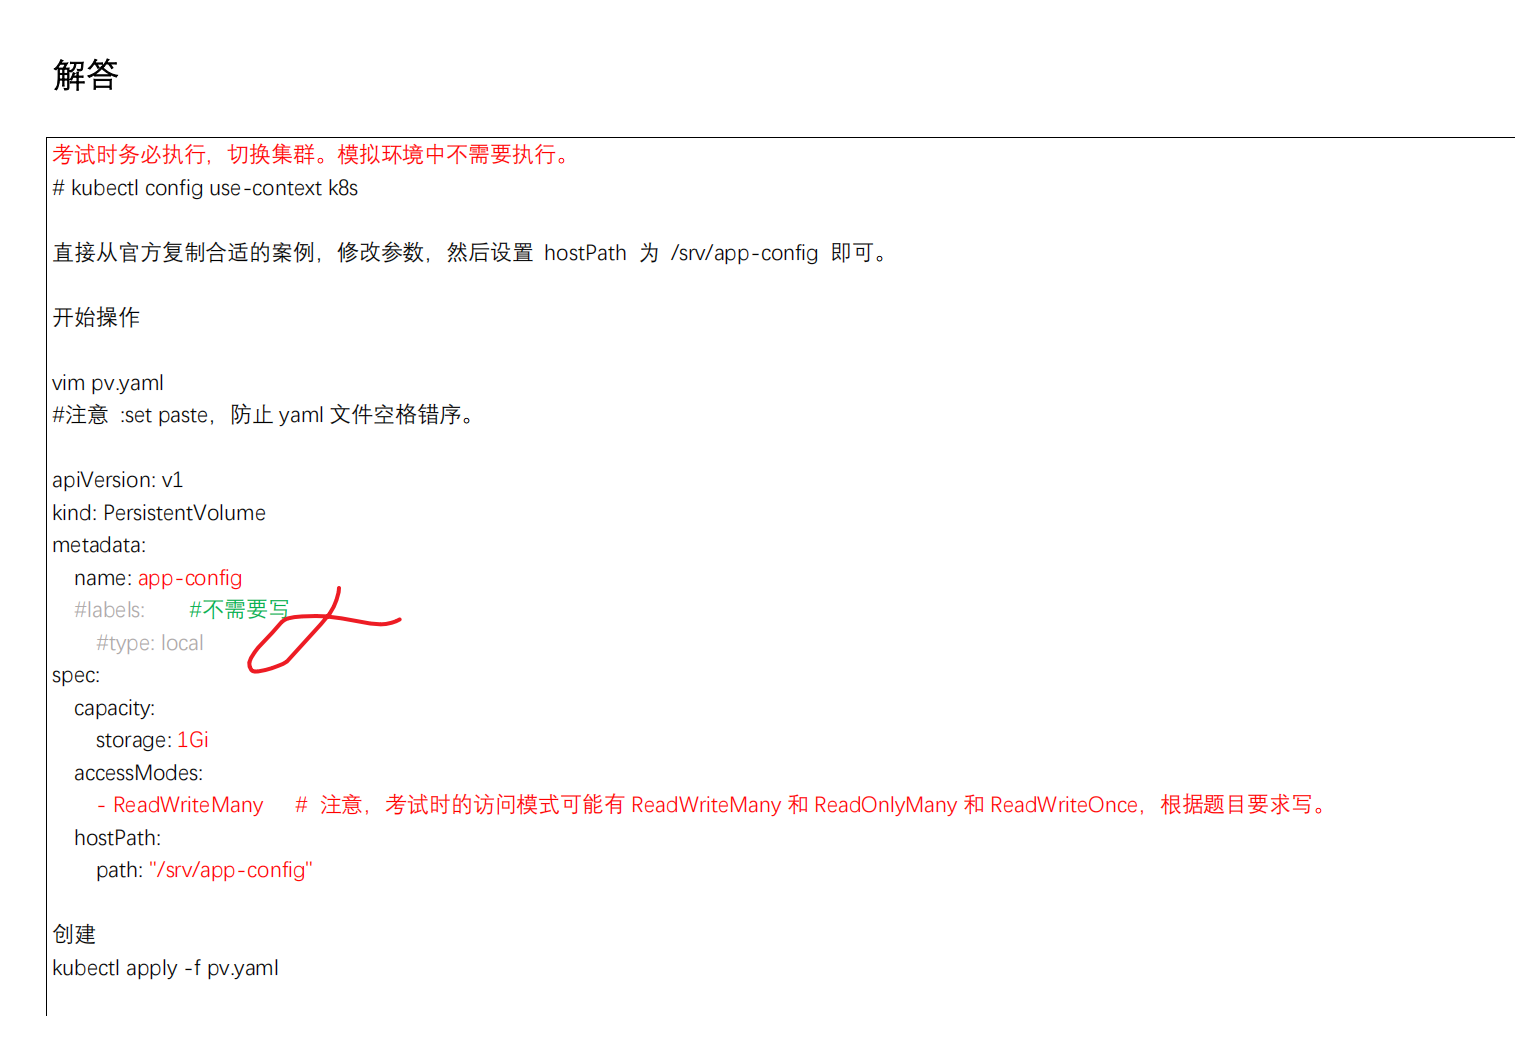 解答
考试时务必执行，切换集群。模拟环境中不需要执行。
# kubectl config use-context k8s
直接从官方复制合适的案例，修改参数，然后设置 hostPath 为 /srv/app-config 即可。
开始操作
vim pv.yaml
#注意 :set paste，防止 yaml 文件空格错序。
apiVersion: v1
kind: PersistentVolume
metadata:
  name: app-config
  #labels:    #不需要写
    #type: local
spec:
  capacity:
    storage: 1Gi
  accessModes:
    - ReadWriteMany   # 注意，考试时的访问模式可能有 ReadWriteMany 和 ReadOnlyMany 和 ReadWriteOnce，根据题目要求写。
  hostPath:
    path: "/srv/app-config"
创建
kubectl apply -f pv.yaml